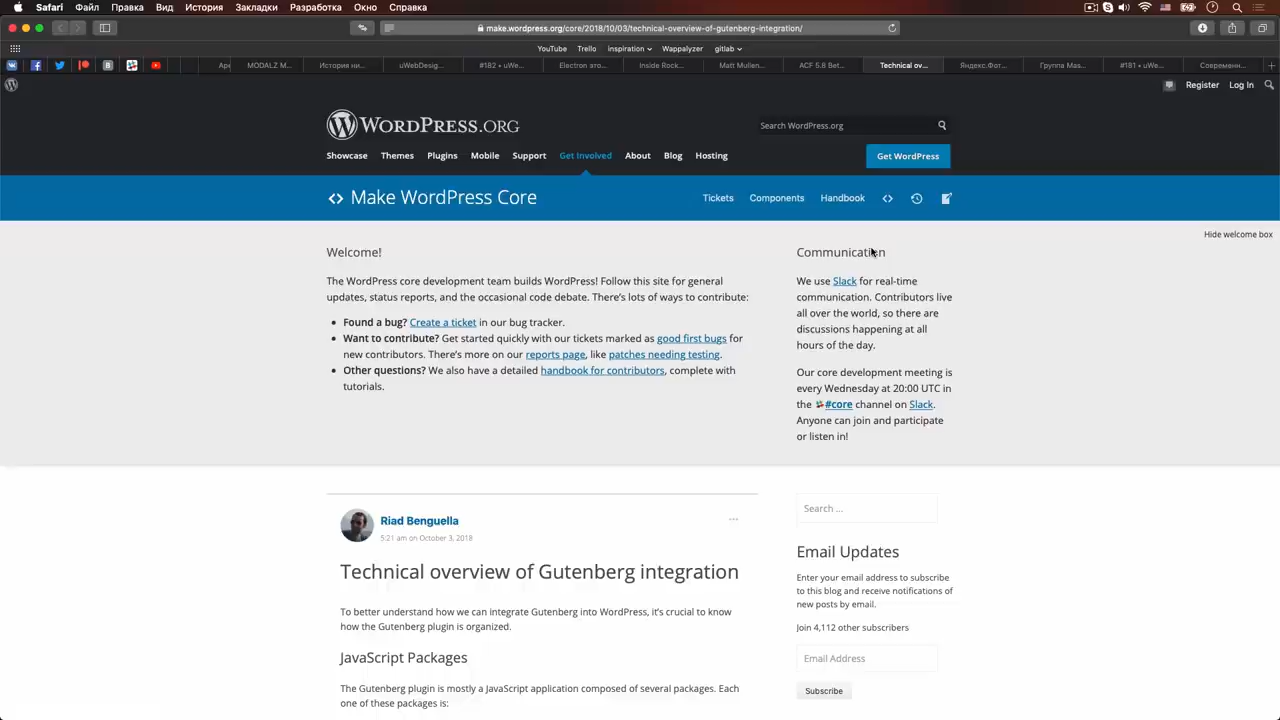 Safari Файл Правка Вид История Закладки Разработка Окно Справка
make.wordpress.org/core/2018/10/03/technical-overview-of-gutenberg-integration/
YouTube Trello inspiration Wappalyzer gitlab
MODALZ M... История ни... uWebDesig... #182 • uWe... Electron это... Inside Rock... Matt Mullen... ACF 5.8 Bet... Technical ov... Яндекс.Фот... Группа Mas... #181 • uWe... Современн...
Register Log In
WORDPRESS.ORG
Search WordPress.org
Showcase Themes Plugins Mobile Support Get Involved About Blog Hosting
Get WordPress
<> Make WordPress Core
Tickets Components Handbook <>
Hide welcome box
Welcome!
The WordPress core development team builds WordPress! Follow this site for general
updates, status reports, and the occasional code debate. There's lots of ways to contribute:
• Found a bug? Create a ticket in our bug tracker.
• Want to contribute? Get started quickly with our tickets marked as good first bugs for
new contributors. There's more on our reports page, like patches needing testing.
• Other questions? We also have a detailed handbook for contributors, complete with
tutorials.
Communication
We use Slack for real-time
communication. Contributors live
all over the world, so there are
discussions happening at all
hours of the day.
Our core development meeting is
every Wednesday at 20:00 UTC in
the #core channel on Slack.
Anyone can join and participate
or listen in!
Riad Benguella
5:21 am on October 3, 2018
...
Technical overview of Gutenberg integration
To better understand how we can integrate Gutenberg into WordPress, it's crucial to know
how the Gutenberg plugin is organized.
JavaScript Packages
The Gutenberg plugin is mostly a JavaScript application composed of several packages. Each
one of these packages is:
Search ...
Email Updates
Enter your email address to subscribe
to this blog and receive notifications of
new posts by email.
Join 4,112 other subscribers
Email Address
Subscribe